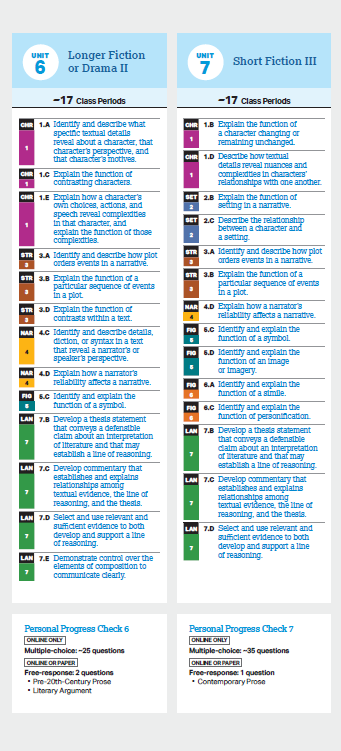 UNIT
6
Longer Fiction
or Drama II
~17 Class Periods
CHR
1
1.A Identify and describe what
specific textual details
reveal about a character, that
character's perspective, and
that character's motives.
CHR
1
1.C Explain the function of
contrasting characters.
CHR
1
1.E Explain how a character's
own choices, actions, and
speech reveal complexities
in that character, and
explain the function of those
complexities.
STR
3
3.A Identify and describe how plot
orders events in a narrative.
STR
3
3.B Explain the function of a
particular sequence of events
in a plot.
STR
3
3.D Explain the function of
contrasts within a text.
NAR
4
4.C Identify and describe details,
diction, or syntax in a text
that reveal a narrator's or
speaker's perspective.
NAR
4
4.D Explain how a narrator's
reliability affects a narrative.
FIG
5
5.C Identify and explain the
function of a symbol.
LAN
7
7.B Develop a thesis statement
that conveys a defensible
claim about an interpretation
of literature and that may
establish a line of reasoning.
LAN
7
7.C Develop commentary that
establishes and explains
relationships among
textual evidence, the line of
reasoning, and the thesis.
LAN
7
7.D Select and use relevant and
sufficient evidence to both
develop and support a line
of reasoning.
LAN
7
7.E Demonstrate control over the
elements of composition to
communicate clearly.
Personal Progress Check 6
ONLINE ONLY
Multiple-choice: ~25 questions
ONLINE OR PAPER
Free-response: 2 questions
• Pre-20th-Century Prose
• Literary Argument
UNIT
7
Short Fiction III
~17 Class Periods
CHR
1
1.B Explain the function of
a character changing or
remaining unchanged.
CHR
1
1.D Describe how textual
details reveal nuances and
complexities in characters'
relationships with one another.
SET
2
2.B Explain the function of
setting in a narrative.
SET
2
2.C Describe the relationship
between a character and
a setting.
STR
3
3.A Identify and describe how plot
orders events in a narrative.
STR
3
3.B Explain the function of a
particular sequence of events
in a plot.
NAR
4
4.D Explain how a narrator's
reliability affects a narrative.
FIG
5
5.C Identify and explain the
function of a symbol.
FIG
5
5.D Identify and explain the
function of an image
or imagery.
FIG
6
6.A Identify and explain the
function of a simile.
FIG
6
6.C Identify and explain the
function of personification.
LAN
7
7.B Develop a thesis statement
that conveys a defensible
claim about an interpretation
of literature and that may
establish a line of reasoning.
LAN
7
7.C Develop commentary that
establishes and explains
relationships among
textual evidence, the line of
reasoning, and the thesis.
LAN
7
7.D Select and use relevant and
sufficient evidence to both
develop and support a line
of reasoning.
Personal Progress Check 7
ONLINE ONLY
Multiple-choice: ~35 questions
ONLINE OR PAPER
Free-response: 1 question
• Contemporary Prose